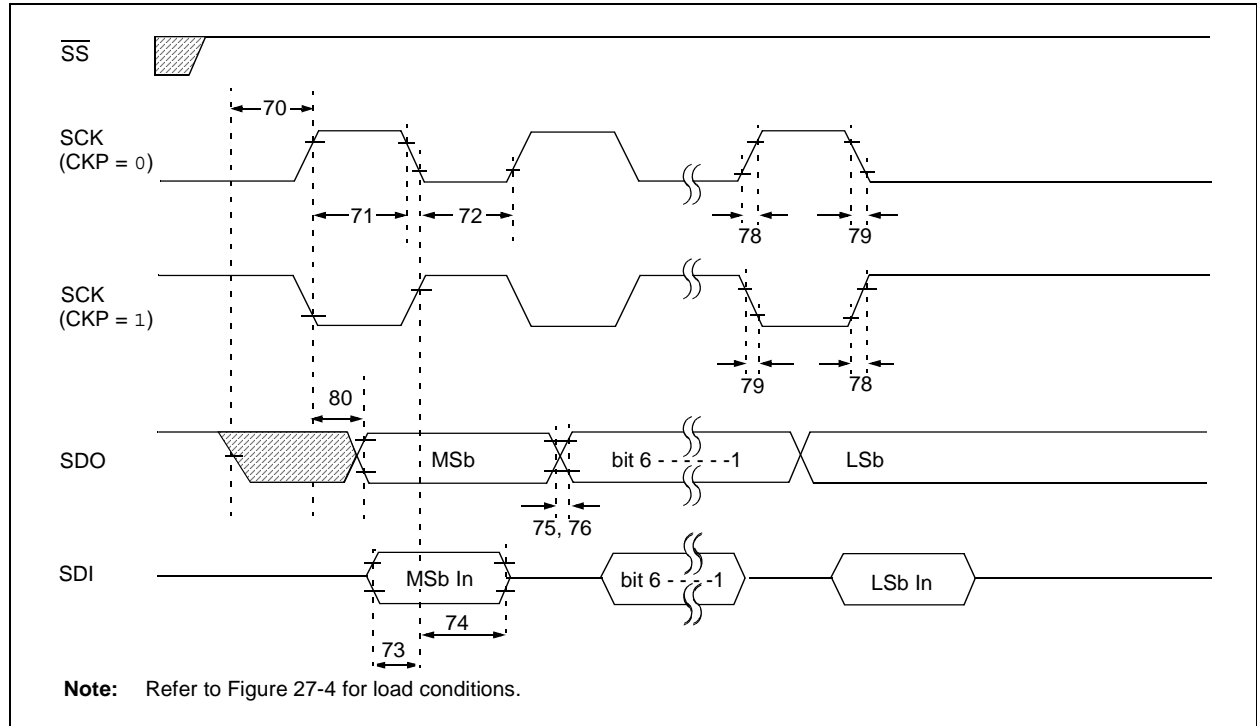 SS
70
SCK
(CKP = 0)
71
72
78
79
SCK
(CKP = 1)
79
78
80
SDO
MSb
bit 6 - - - - - -1
LSb
75, 76
SDI
MSb In
bit 6 - - - -1
LSb In
74
73
Note: Refer to Figure 27-4 for load conditions.